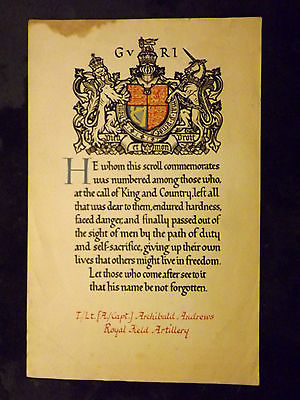 GvRI
Dieu et mon Droit
HE whom this scroll commemorates
was numbered among those who,
at the call of King and Country, left all
that was dear to them, endured hardness,
faced danger, and finally passed out of
the sight of men by the path of duty
and self-sacrifice, giving up their own
lives that others might live in freedom.
Let those who come after see to it
that his name be not forgotten.
T/Lt. [A/Capt.] Archibald Andrews
Royal Field Artillery